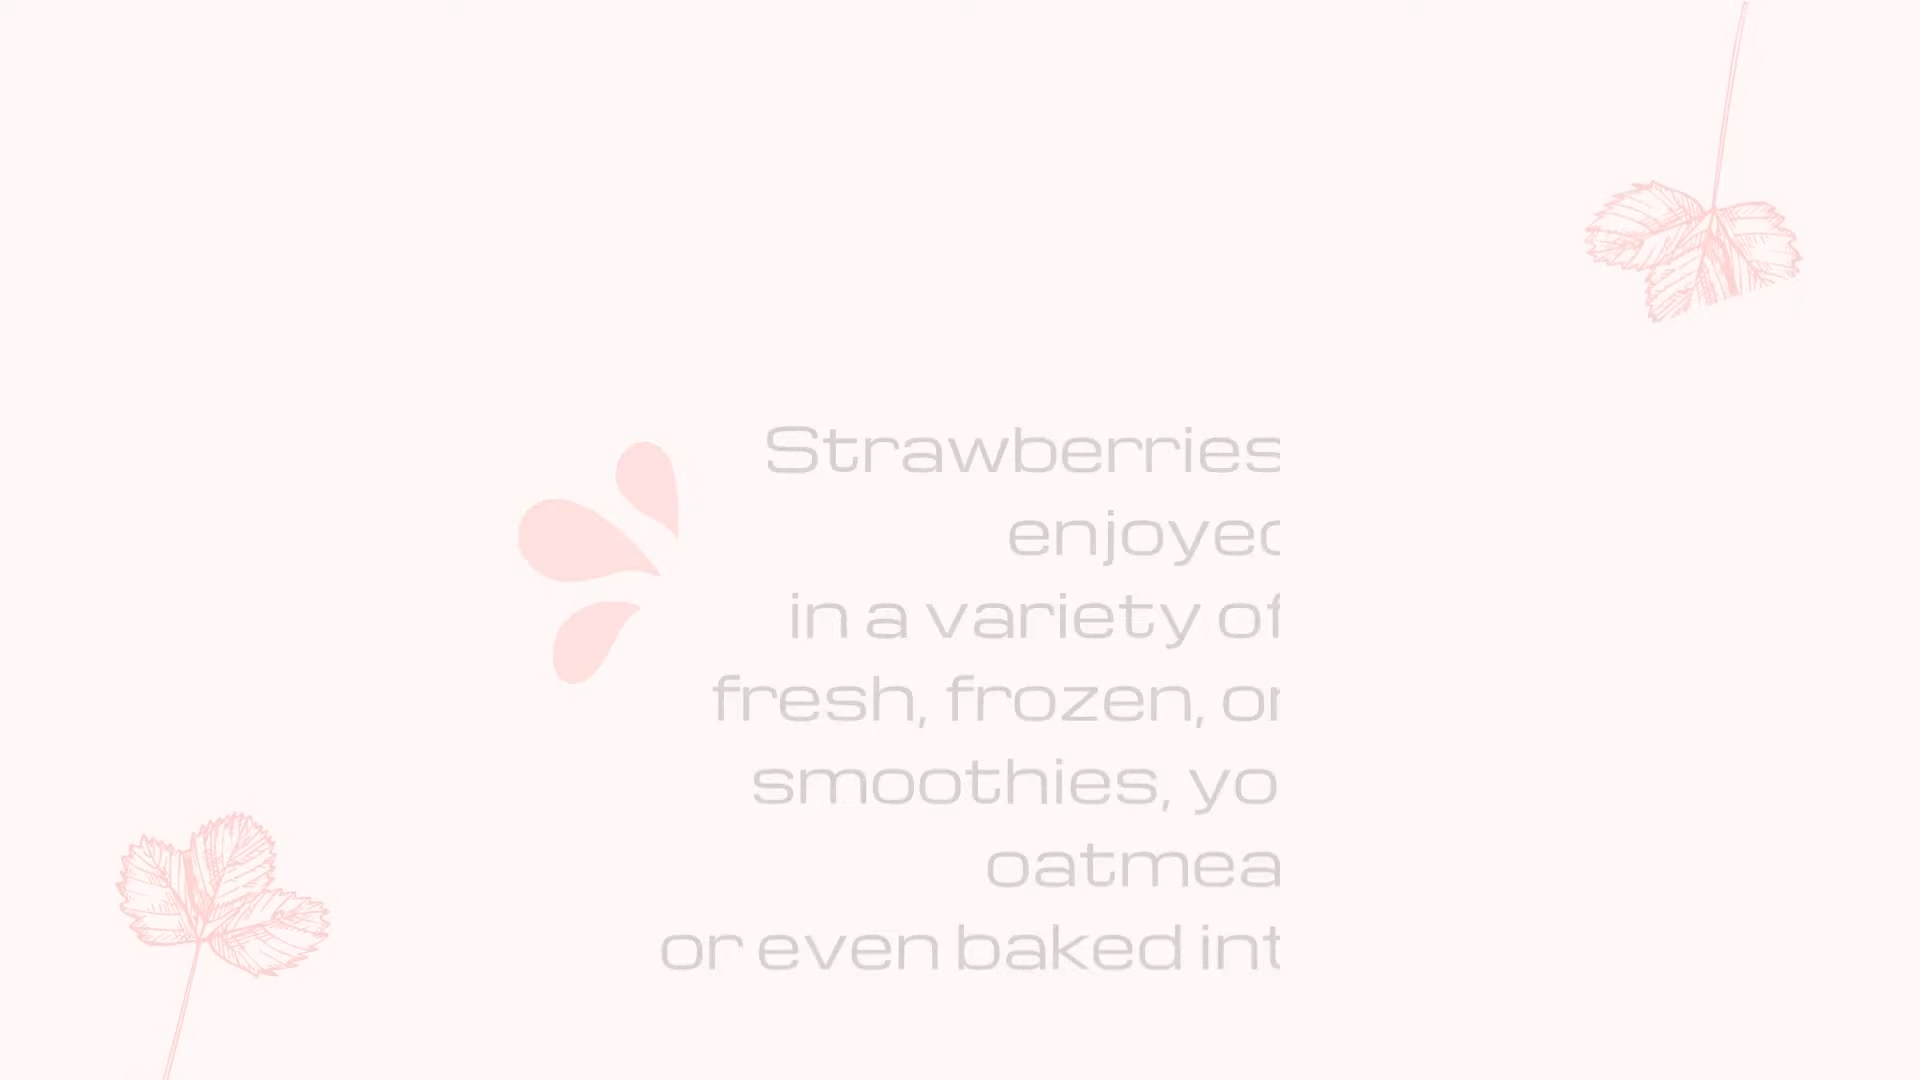 Strawberries
enjoyed
in a variety of
fresh, frozen, or
smoothies, yo
oatmea
or even baked int